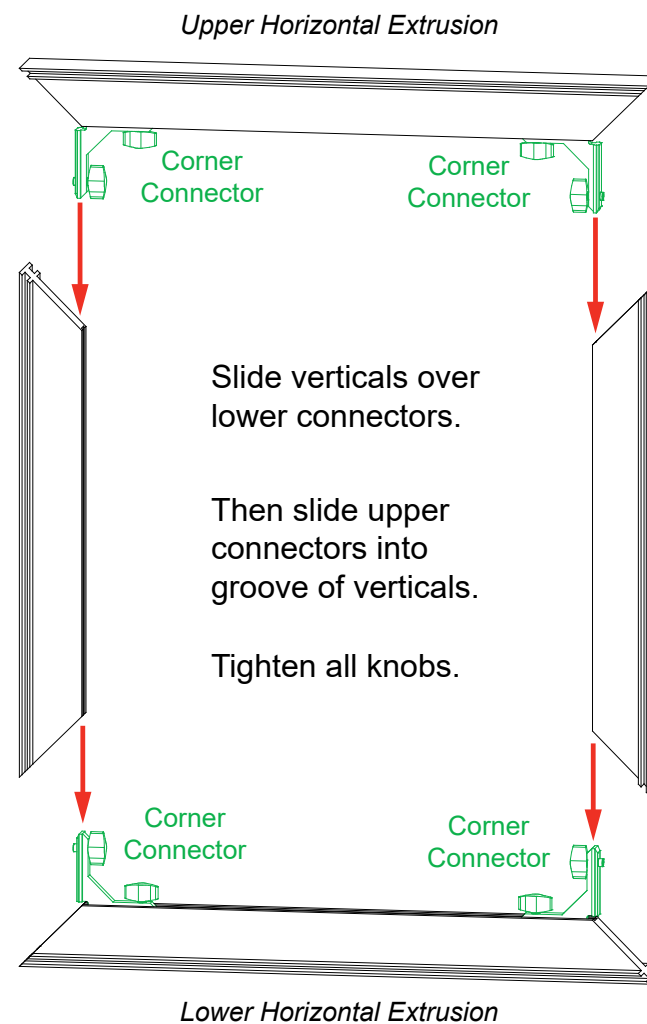 Upper Horizontal Extrusion
Corner
Connector
Corner
Connector
Slide verticals over
lower connectors.
Then slide upper
connectors into
groove of verticals.
Tighten all knobs.
Corner
Connector
Corner
Connector
Lower Horizontal Extrusion